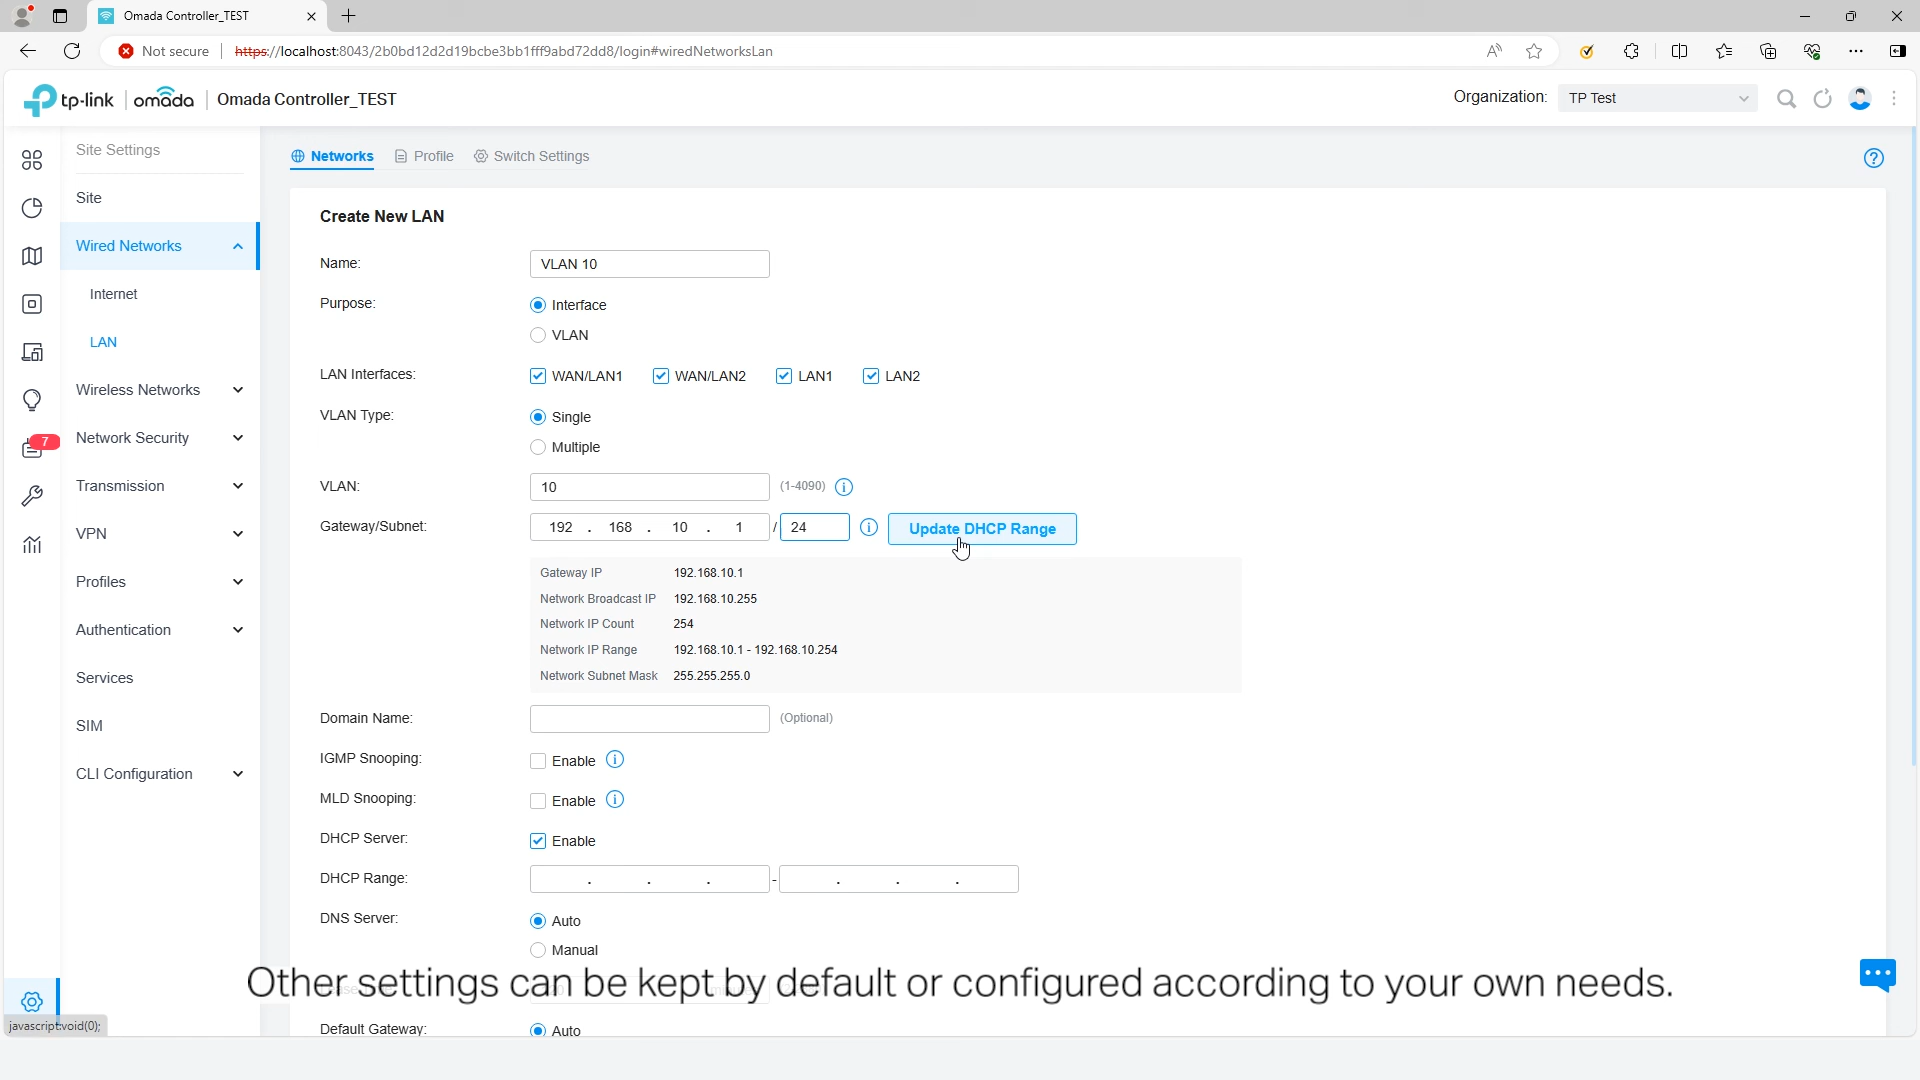 Omada Controller_TEST
Not secure
https://localhost:8043/2b0bd12d2d19bcbe3bb1fff9abd72dd8/login#wiredNetworksLan
tp-link omada Omada Controller_TEST
Organization: TP Test
Site Settings
Site
Wired Networks
Internet
LAN
Wireless Networks
7
Network Security
Transmission
VPN
Profiles
Authentication
Services
SIM
CLI Configuration
javascript:void(0);
Networks Profile Switch Settings
Create New LAN
Name: VLAN 10
Purpose: Interface
VLAN
LAN Interfaces: WAN/LAN1 WAN/LAN2 LAN1 LAN2
VLAN Type: Single
Multiple
VLAN: 10 (1-4090)
Gateway/Subnet: 192 . 168 . 10 . 1 / 24 Update DHCP Range
Gateway IP 192.168.10.1
Network Broadcast IP 192.168.10.255
Network IP Count 254
Network IP Range 192.168.10.1 - 192.168.10.254
Network Subnet Mask 255.255.255.0
Domain Name: (Optional)
IGMP Snooping: Enable
MLD Snooping: Enable
DHCP Server: Enable
DHCP Range: . . . - . . .
DNS Server: Auto
Manual
Other settings can be kept by default or configured according to your own needs.
Default Gateway: Auto